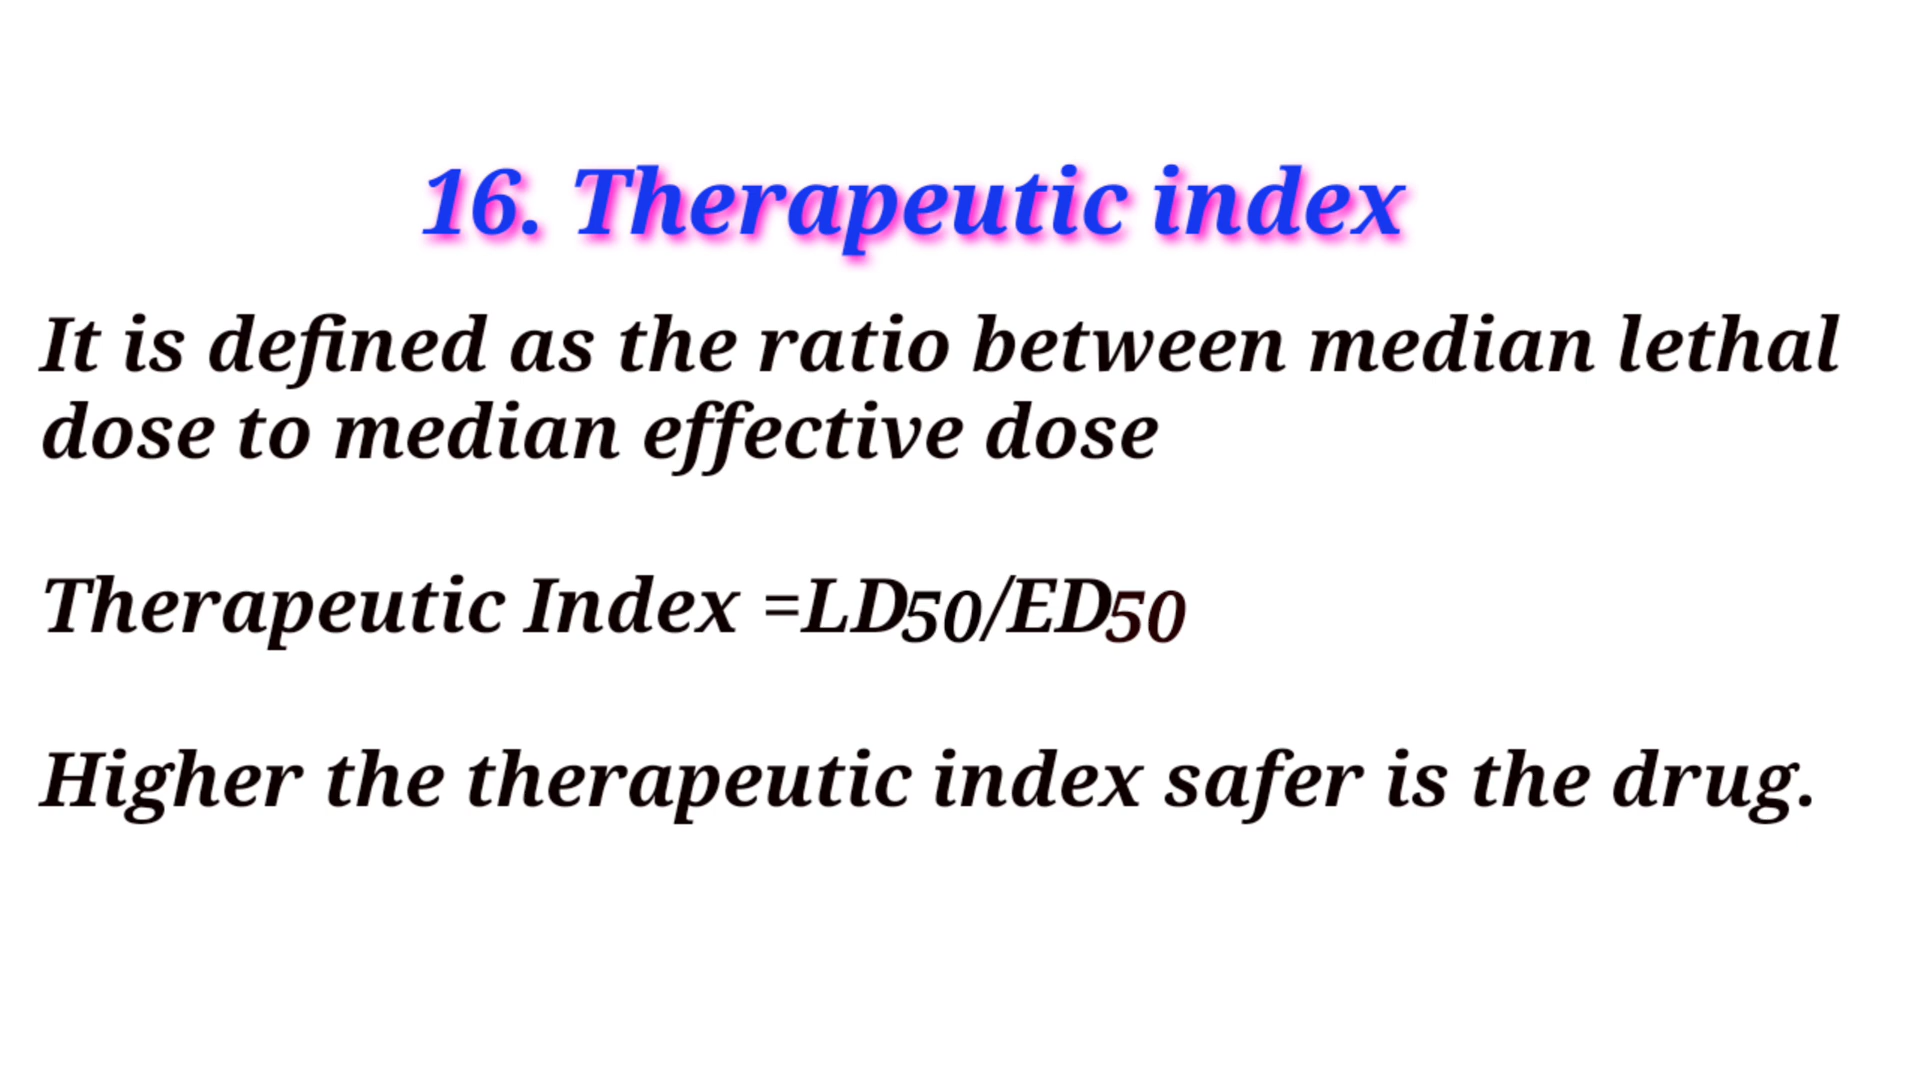 16. Therapeutic index
It is defined as the ratio between median lethal
dose to median effective dose
Therapeutic Index =LD50/ED50
Higher the therapeutic index safer is the drug.